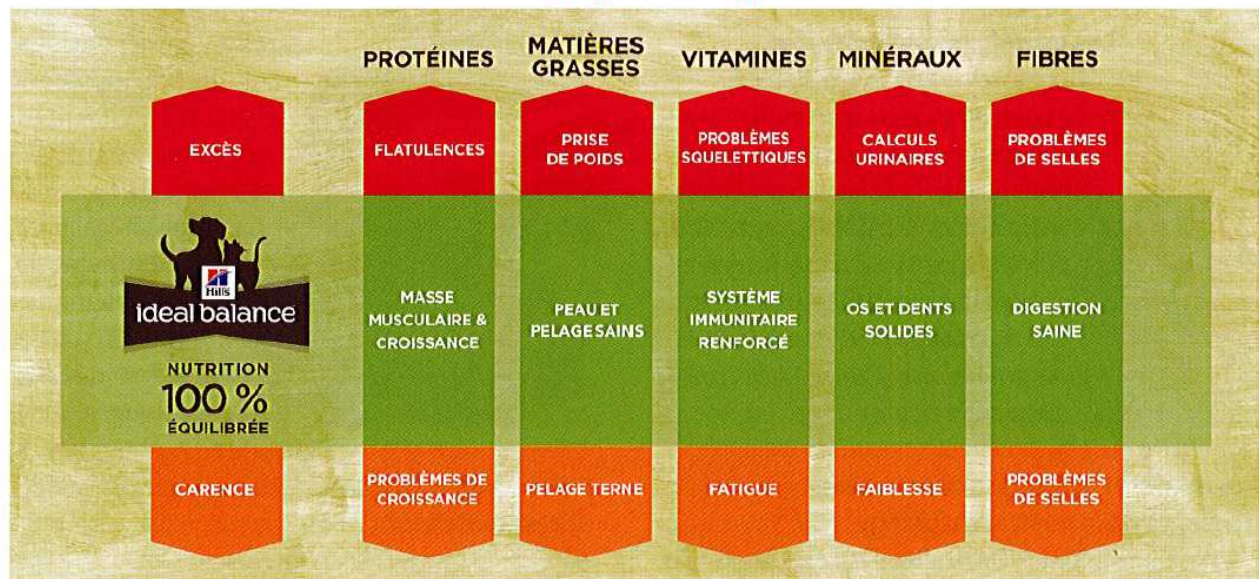 PROTÉINES
MATIÈRES
GRASSES
VITAMINES
MINÉRAUX
FIBRES
EXCÈS
FLATULENCES
PRISE
DE POIDS
PROBLÈMES
SQUELETTIQUES
CALCULS
URINAIRES
PROBLÈMES
DE SELLES
Hill's
ideal balance
NUTRITION
100 %
ÉQUILIBRÉE
MASSE
MUSCULAIRE &
CROISSANCE
PEAU ET
PELAGE SAINS
SYSTÈME
IMMUNITAIRE
RENFORCÉ
OS ET DENTS
SOLIDES
DIGESTION
SAINE
CARENCE
PROBLÈMES DE
CROISSANCE
PELAGE TERNE
FATIGUE
FAIBLESSE
PROBLÈMES
DE SELLES